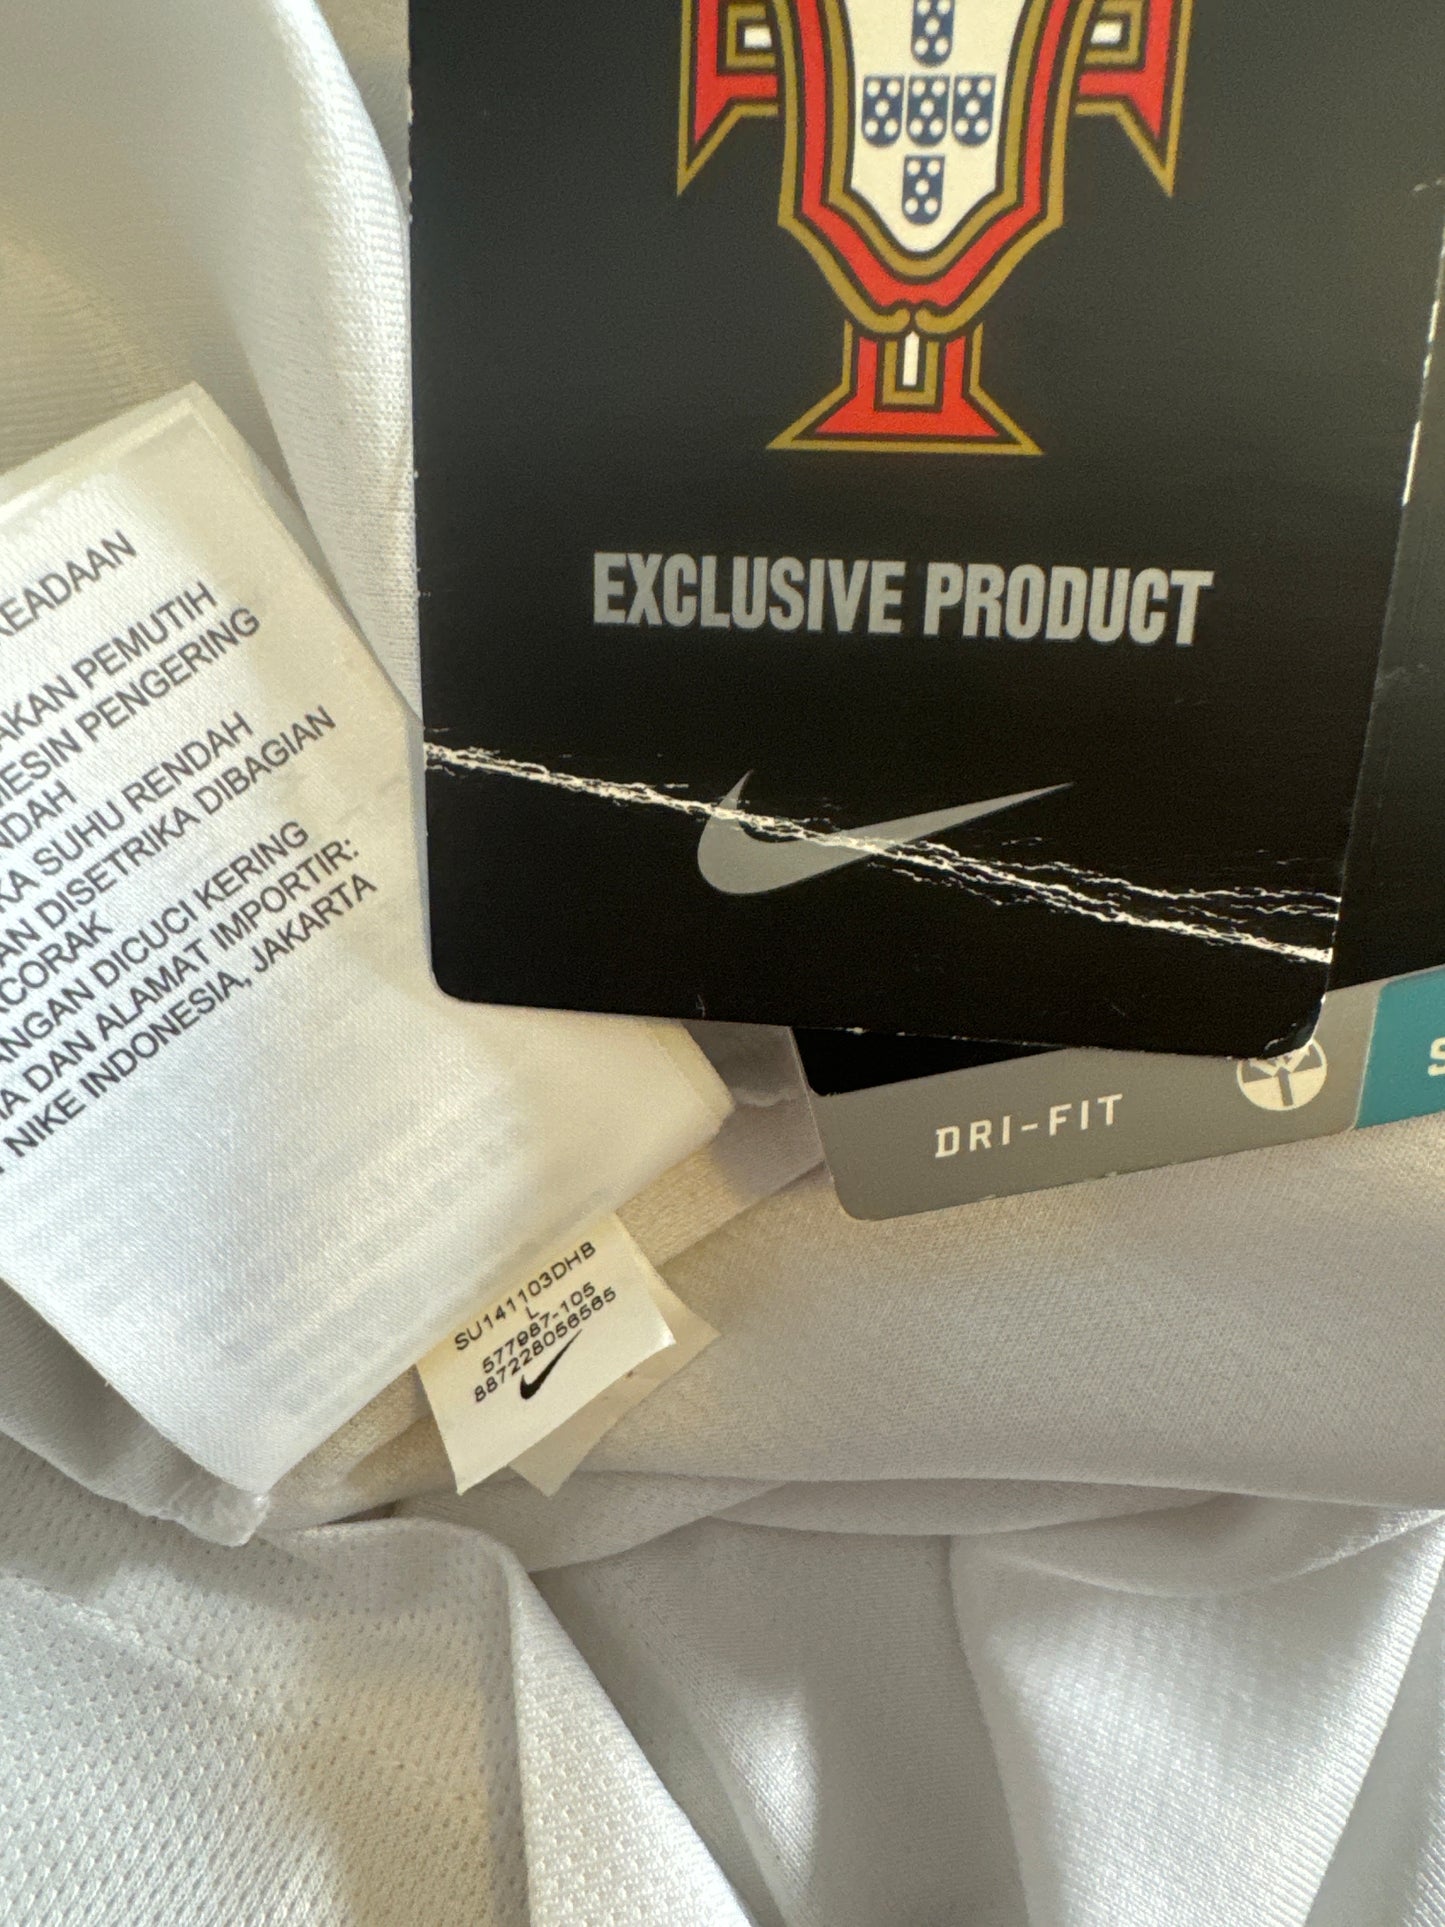 EXCLUSIVE PRODUCT
DRI-FIT
S
KEADAAN
AKAN PEMUTIH
MESIN PENGERING
NDAH
KA SUHU RENDAH
AN DISETRIKA DIBAGIAN
CORAK
ANGAN DICUCI KERING
DAN ALAMAT IMPORTIR:
NIKE INDONESIA, JAKARTA
SU141103DHB
L
577987-105
887228056565